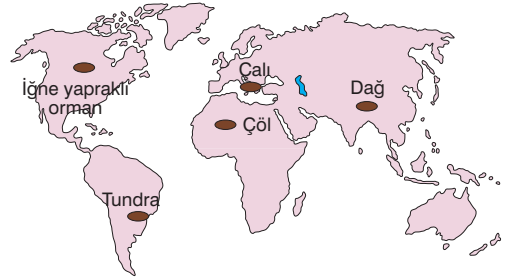 Çalı
İğne yapraklı
orman
Dağ
Çöl
Tundra